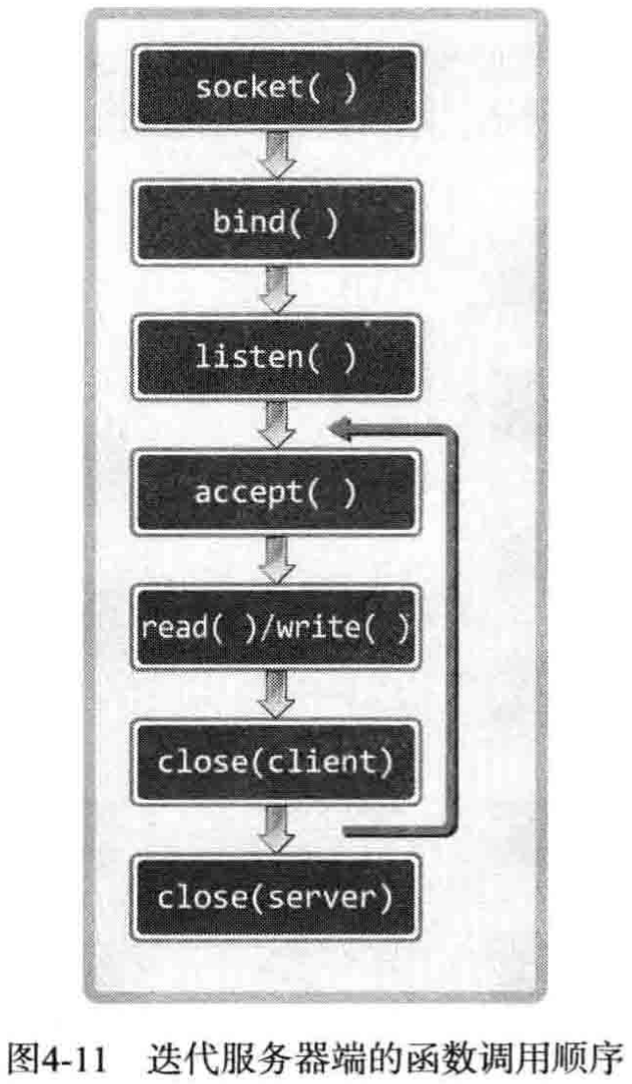 socket( )
bind( )
listen( )
accept( )
read( )/write( )
close(client)
close(server)
图4-11 迭代服务器端的函数调用顺序